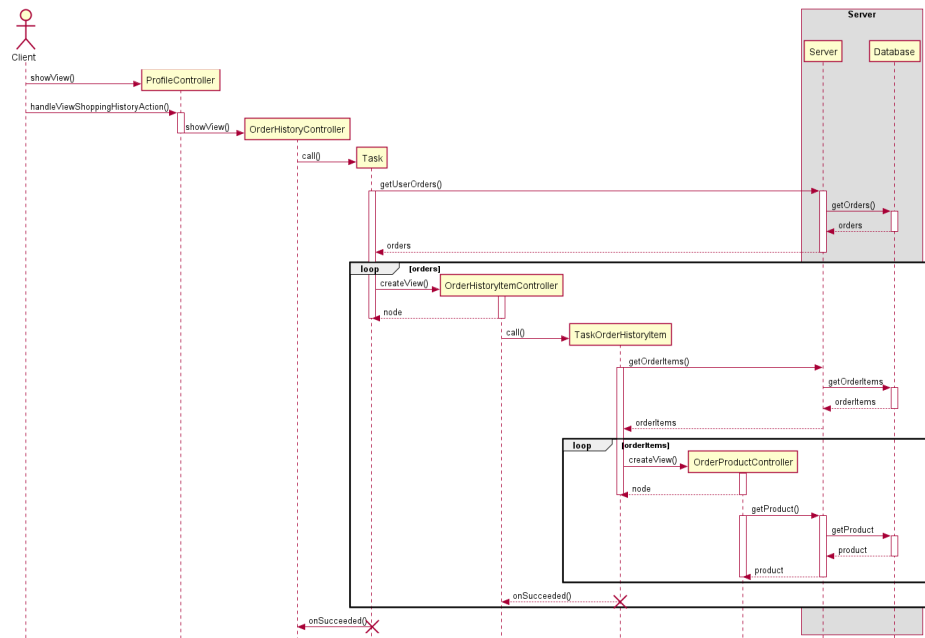 Server
Client
Server
Database
showView()
ProfileController
handleViewShoppingHistoryAction()
showView()
OrderHistoryController
call()
Task
getUserOrders()
getOrders()
orders
orders
loop
[orders]
createView()
OrderHistoryItemController
node
call()
TaskOrderHistoryItem
getOrderItems()
getOrderItems
orderItems
orderItems
loop
[orderItems]
createView()
OrderProductController
node
getProduct()
getProduct
product
product
onSucceeded()
onSucceeded()